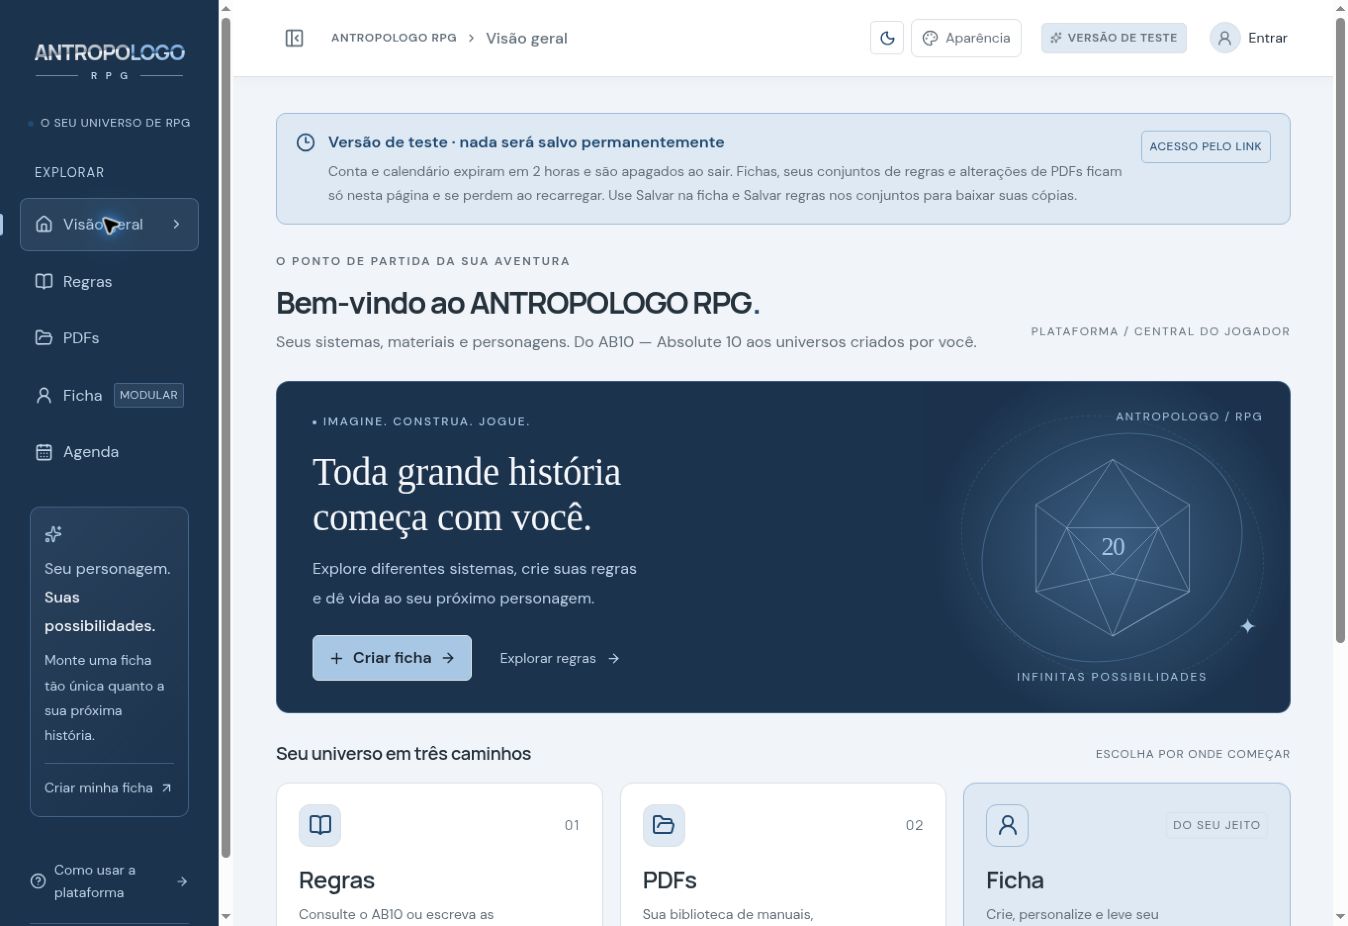 ANTROPOLOGO
RPG
O SEU UNIVERSO DE RPG
EXPLORAR
Visão geral
Regras
PDFs
Ficha MODULAR
Agenda
Seu personagem.
Suas
possibilidades.
Monte uma ficha
tão única quanto a
sua próxima
história.
Criar minha ficha
Como usar a
plataforma
ANTROPOLOGO RPG > Visão geral
Aparência
VERSÃO DE TESTE
Entrar
Versão de teste · nada será salvo permanentemente
Conta e calendário expiram em 2 horas e são apagados ao sair. Fichas, seus conjuntos de regras e alterações de PDFs ficam
só nesta página e se perdem ao recarregar. Use Salvar na ficha e Salvar regras nos conjuntos para baixar suas cópias.
ACESSO PELO LINK
O PONTO DE PARTIDA DA SUA AVENTURA
Bem-vindo ao ANTROPOLOGO RPG.
Seus sistemas, materiais e personagens. Do AB10 — Absolute 10 aos universos criados por você.
PLATAFORMA / CENTRAL DO JOGADOR
IMAGINE. CONSTRUA. JOGUE.
Toda grande história
começa com você.
Explore diferentes sistemas, crie suas regras
e dê vida ao seu próximo personagem.
+ Criar ficha →
Explorar regras →
ANTROPOLOGO / RPG
20
INFINITAS POSSIBILIDADES
Seu universo em três caminhos
ESCOLHA POR ONDE COMEÇAR
01
Regras
Consulte o AB10 ou escreva as
02
PDFs
Sua biblioteca de manuais,
DO SEU JEITO
Ficha
Crie, personalize e leve seu